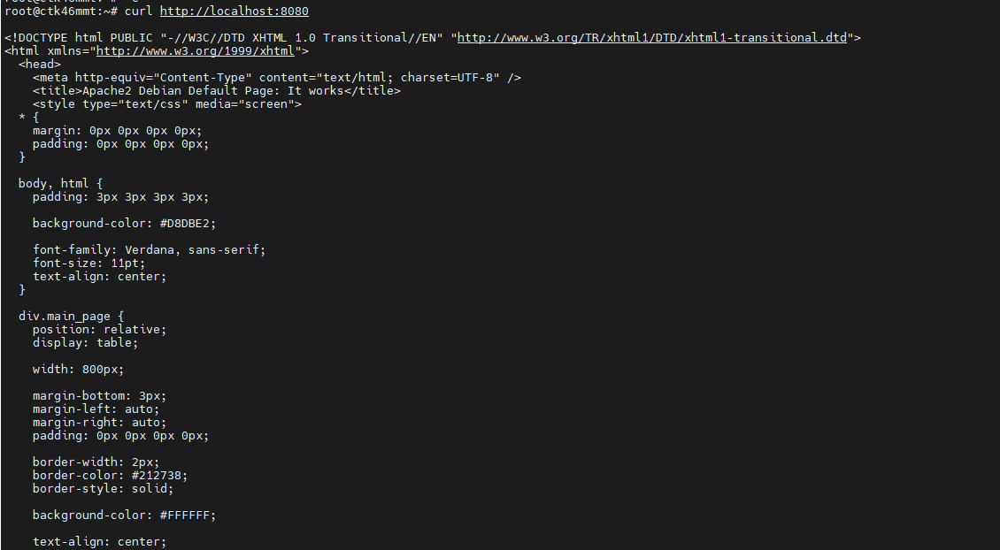 root@ctk46mmt:~# curl http://localhost:8080
<!DOCTYPE html PUBLIC "-//W3C//DTD XHTML 1.0 Transitional//EN" "http://www.w3.org/TR/xhtml1/DTD/xhtml1-transitional.dtd">
<html xmlns="http://www.w3.org/1999/xhtml">
  <head>
    <meta http-equiv="Content-Type" content="text/html; charset=UTF-8" />
    <title>Apache2 Debian Default Page: It works</title>
    <style type="text/css" media="screen">
  * {
    margin: 0px 0px 0px 0px;
    padding: 0px 0px 0px 0px;
  }

  body, html {
    padding: 3px 3px 3px 3px;

    background-color: #D8DBE2;

    font-family: Verdana, sans-serif;
    font-size: 11pt;
    text-align: center;
  }

  div.main_page {
    position: relative;
    display: table;

    width: 800px;

    margin-bottom: 3px;
    margin-left: auto;
    margin-right: auto;
    padding: 0px 0px 0px 0px;

    border-width: 2px;
    border-color: #212738;
    border-style: solid;

    background-color: #FFFFFF;

    text-align: center;